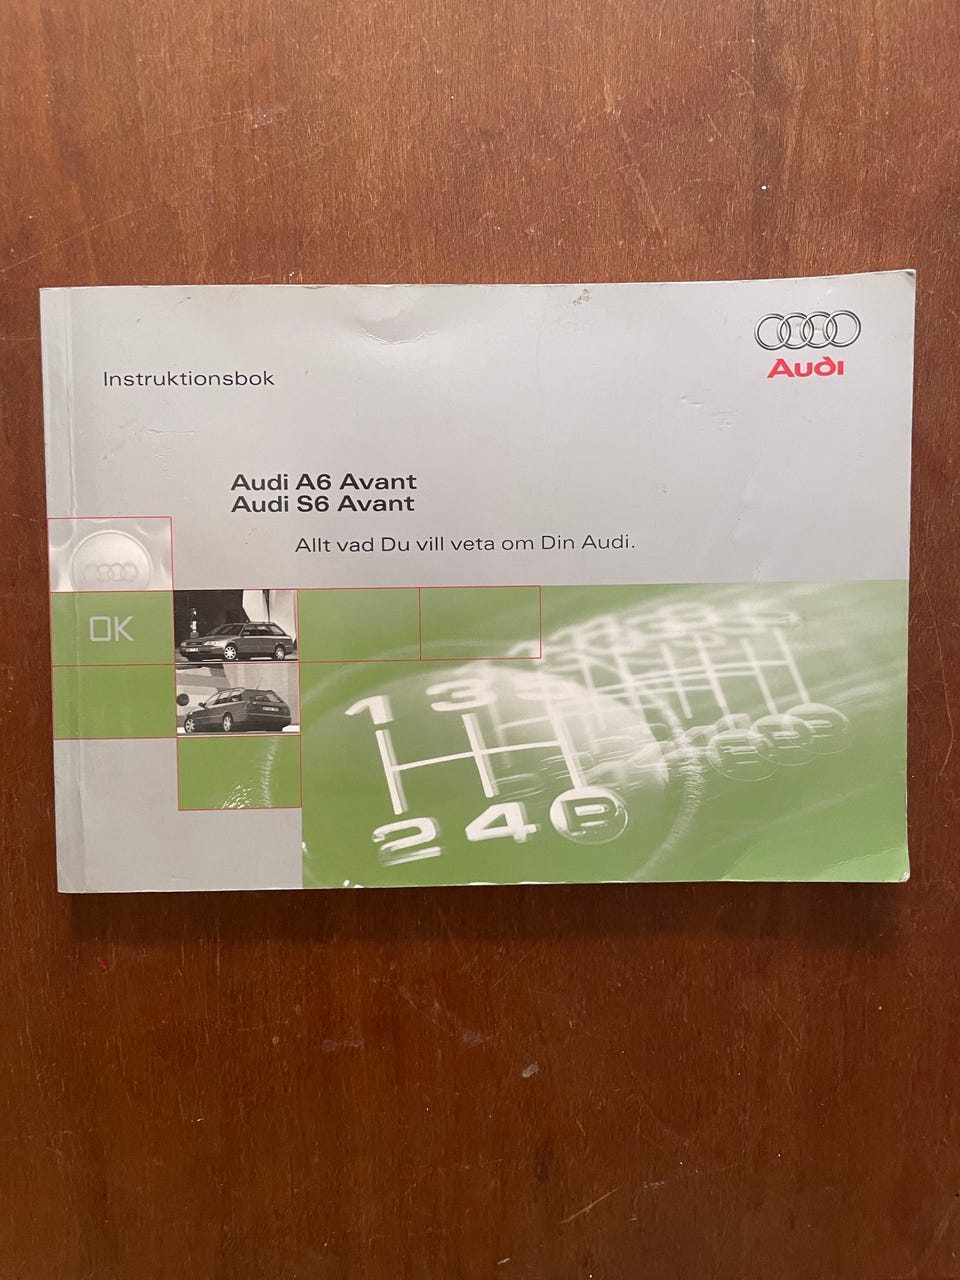 Audi
Instruktionsbok
Audi A6 Avant
Audi S6 Avant
Allt vad Du vill veta om Din Audi.
OK
1 3 5
2 4 R